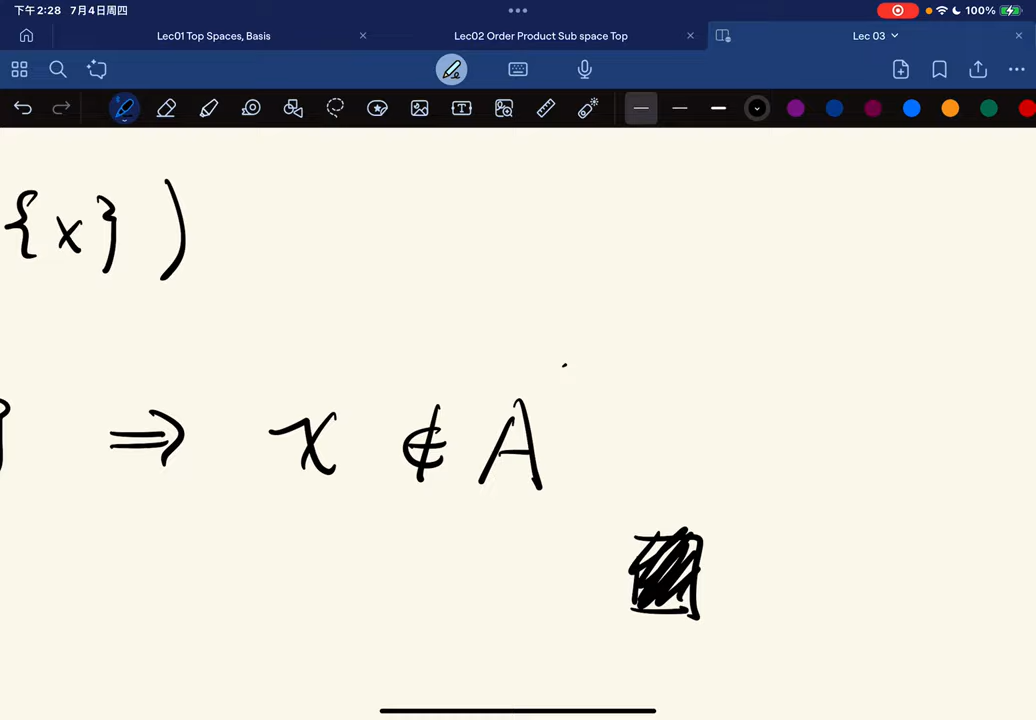 下午2:28 7月4日周四
100%
Lec01 Top Spaces, Basis
Lec02 Order Product Sub space Top
Lec 03
{x} )
⇒ x ∉ A